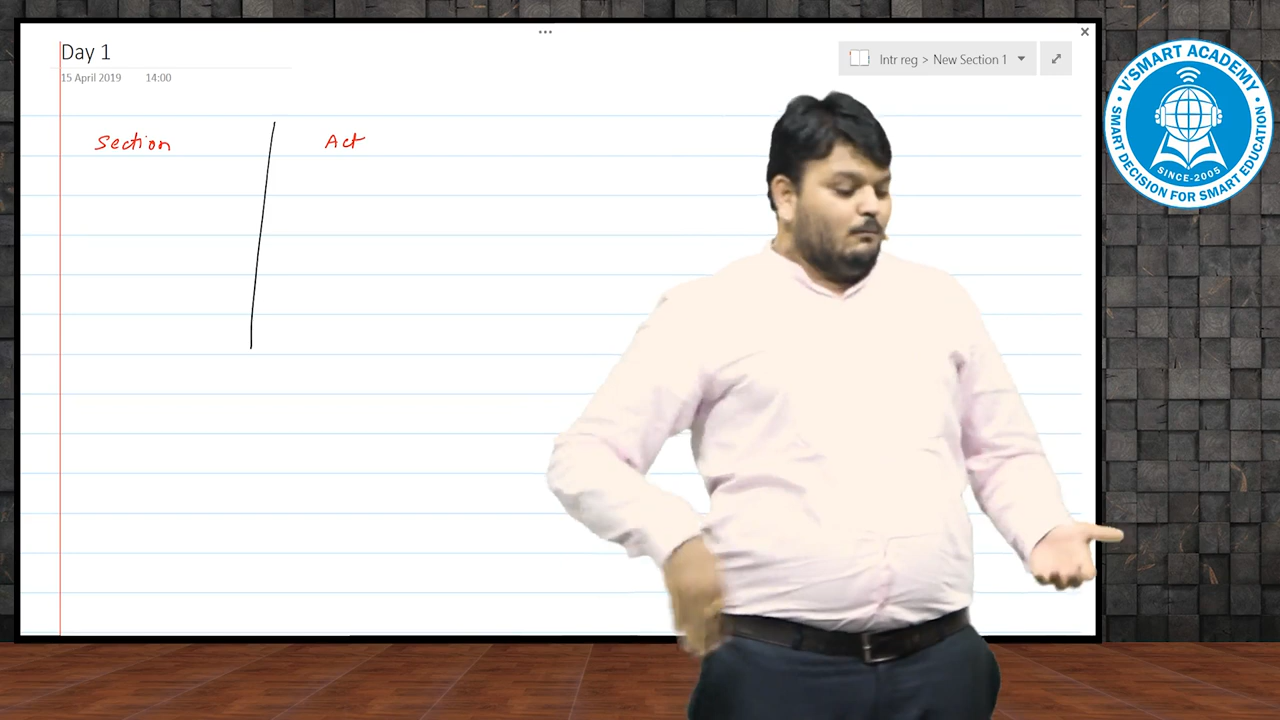 Day 1
15 April 2019 14:00
Intr reg > New Section 1
Section Act
V'SMART ACADEMY
SINCE-2005
SMART DECISION FOR SMART EDUCATION